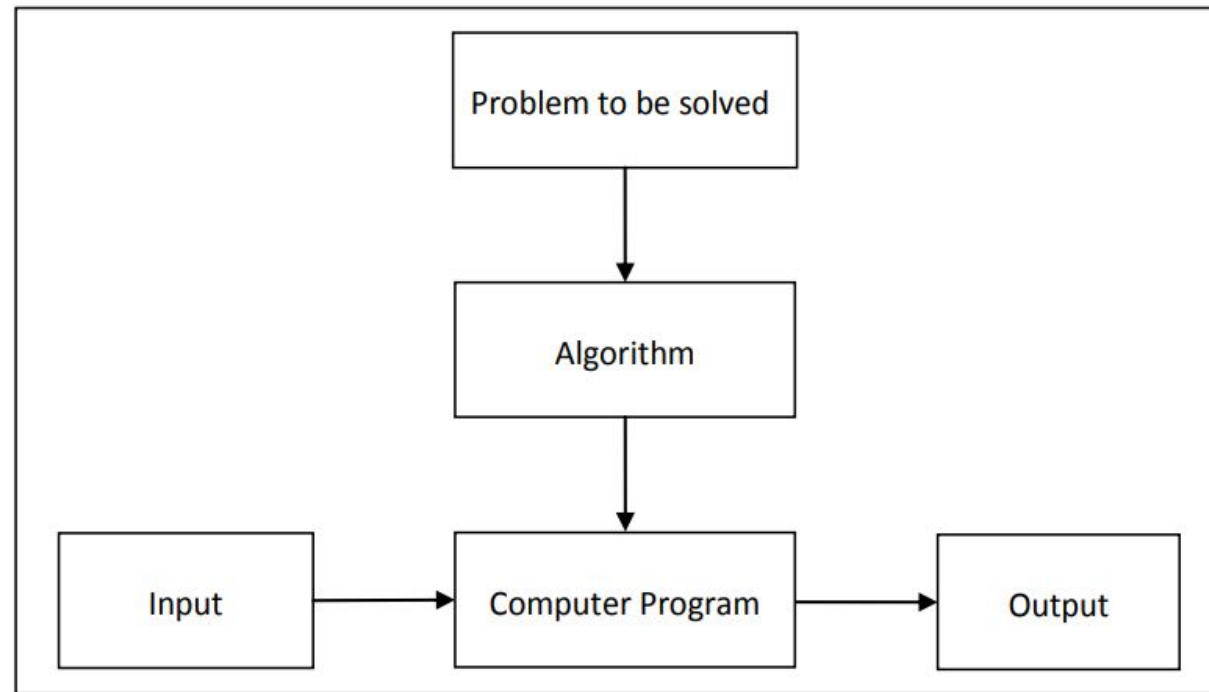 Problem to be solved
Algorithm
Input
Computer Program
Output